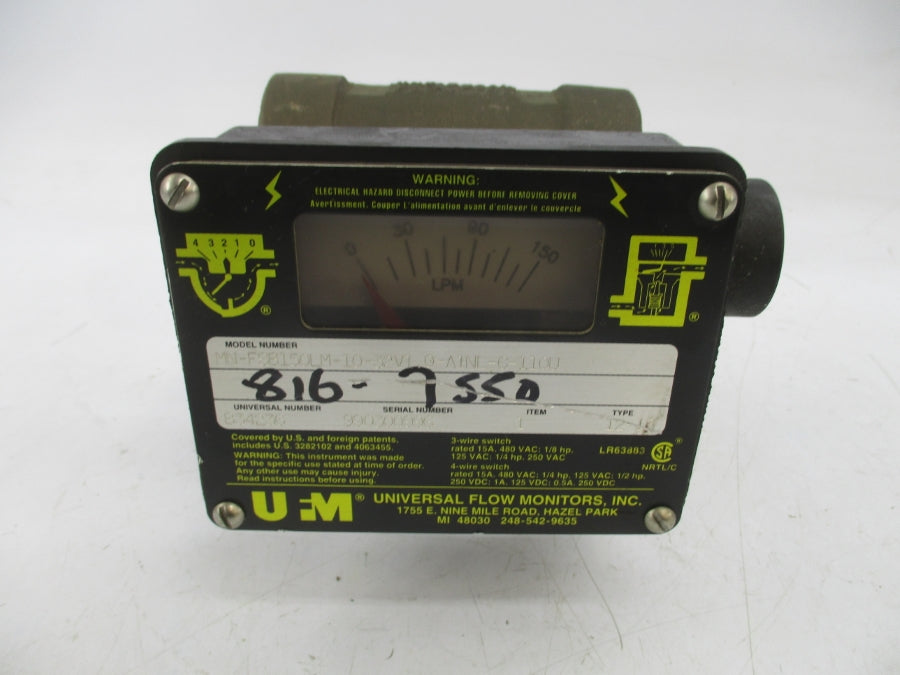 WARNING:
ELECTRICAL HAZARD DISCONNECT POWER BEFORE REMOVING COVER
Avertissment. Couper L'alimentation avant d'enlever le couvercle
4 3 2 1 0
®
0 30 90 150
LPM
®
MODEL NUMBER
816-7550
UNIVERSAL NUMBER SERIAL NUMBER ITEM TYPE
1
Covered by U.S. and foreign patents,
includes U.S. 3282102 and 4063455.
WARNING: This instrument was made
for the specific use stated at time of order.
Any other use may cause injury.
Read instructions before using.
3-wire switch
rated 15A, 480 VAC: 1/8 hp.
125 VAC: 1/4 hp, 250 VAC
4-wire switch
rated 15A, 480 VAC: 1/4 hp, 125 VAC: 1/2 hp.
250 VDC: 1A, 125 VDC: 0.5A, 250 VDC
LR63483
®
NRTL/C
UFM® UNIVERSAL FLOW MONITORS, INC.
1755 E. NINE MILE ROAD, HAZEL PARK
MI 48030 248-542-9635